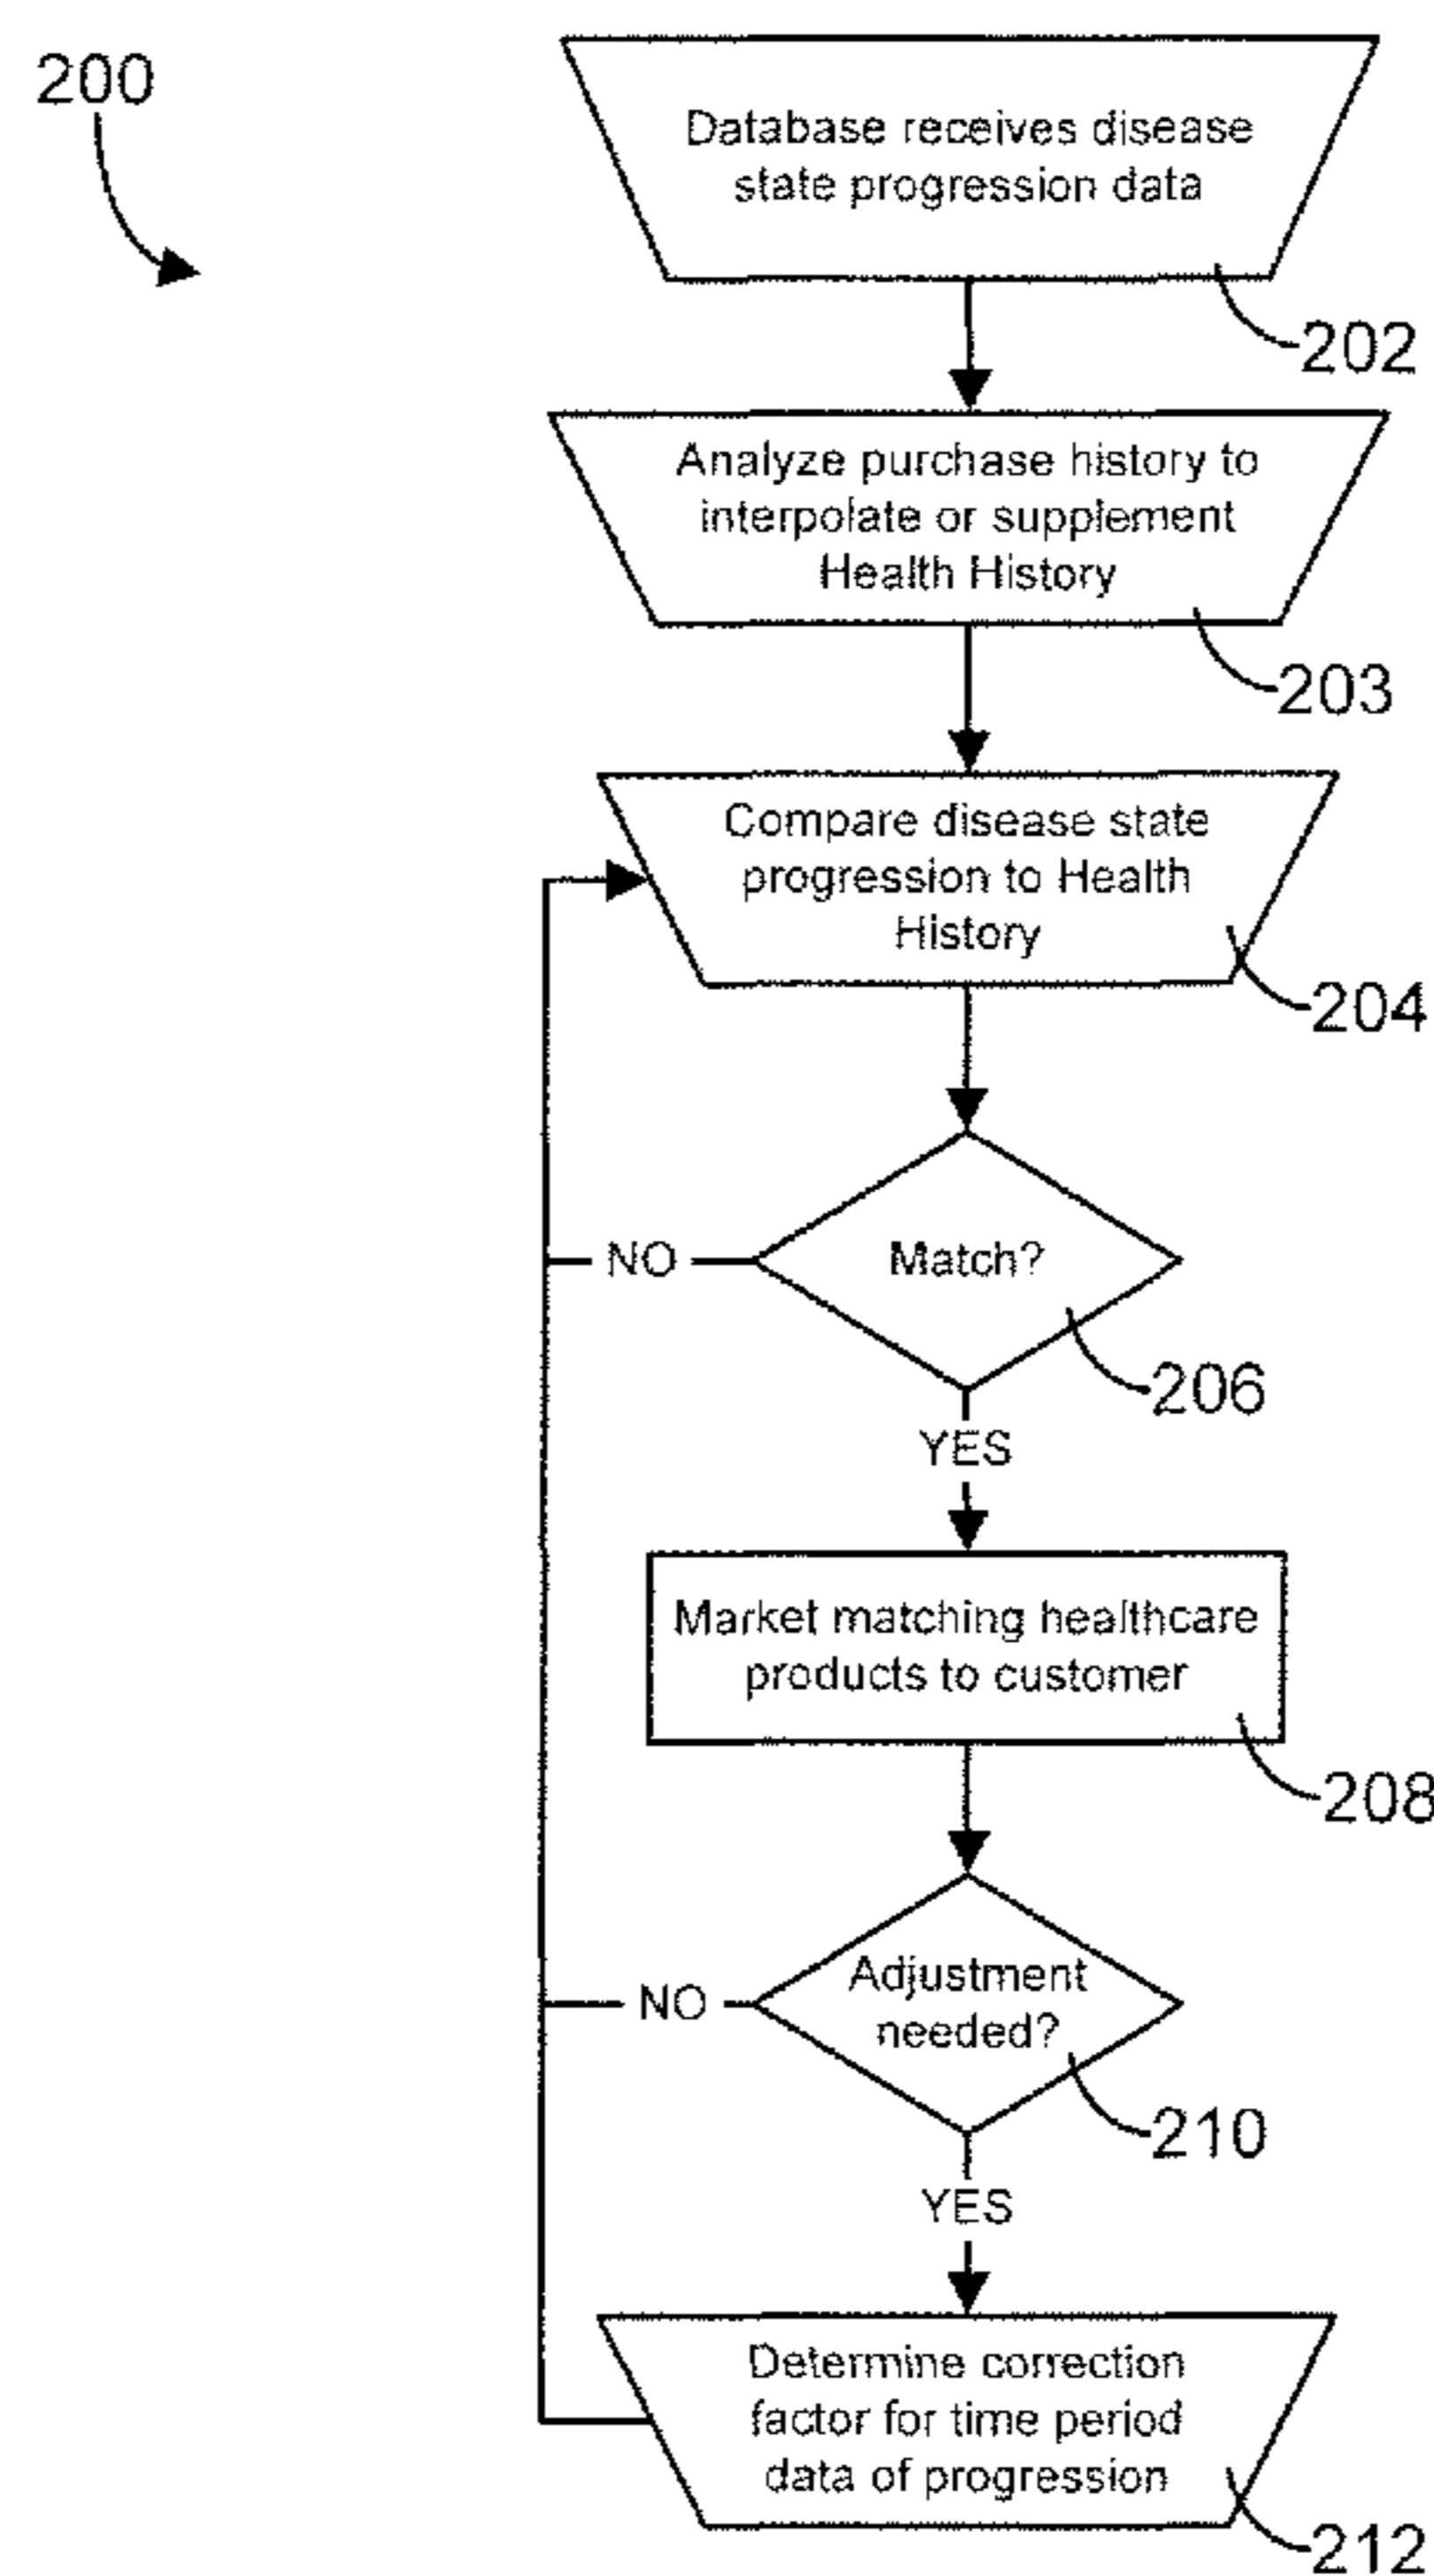 200
Database receives disease
state progression data
202
Analyze purchase history to
interpolate or supplement
Health History
203
Compare disease state
progression to Health
History
204
NO
Match?
206
YES
Market matching healthcare
products to customer
208
NO
Adjustment
needed?
210
YES
Determine correction
factor for time period
data of progression
212